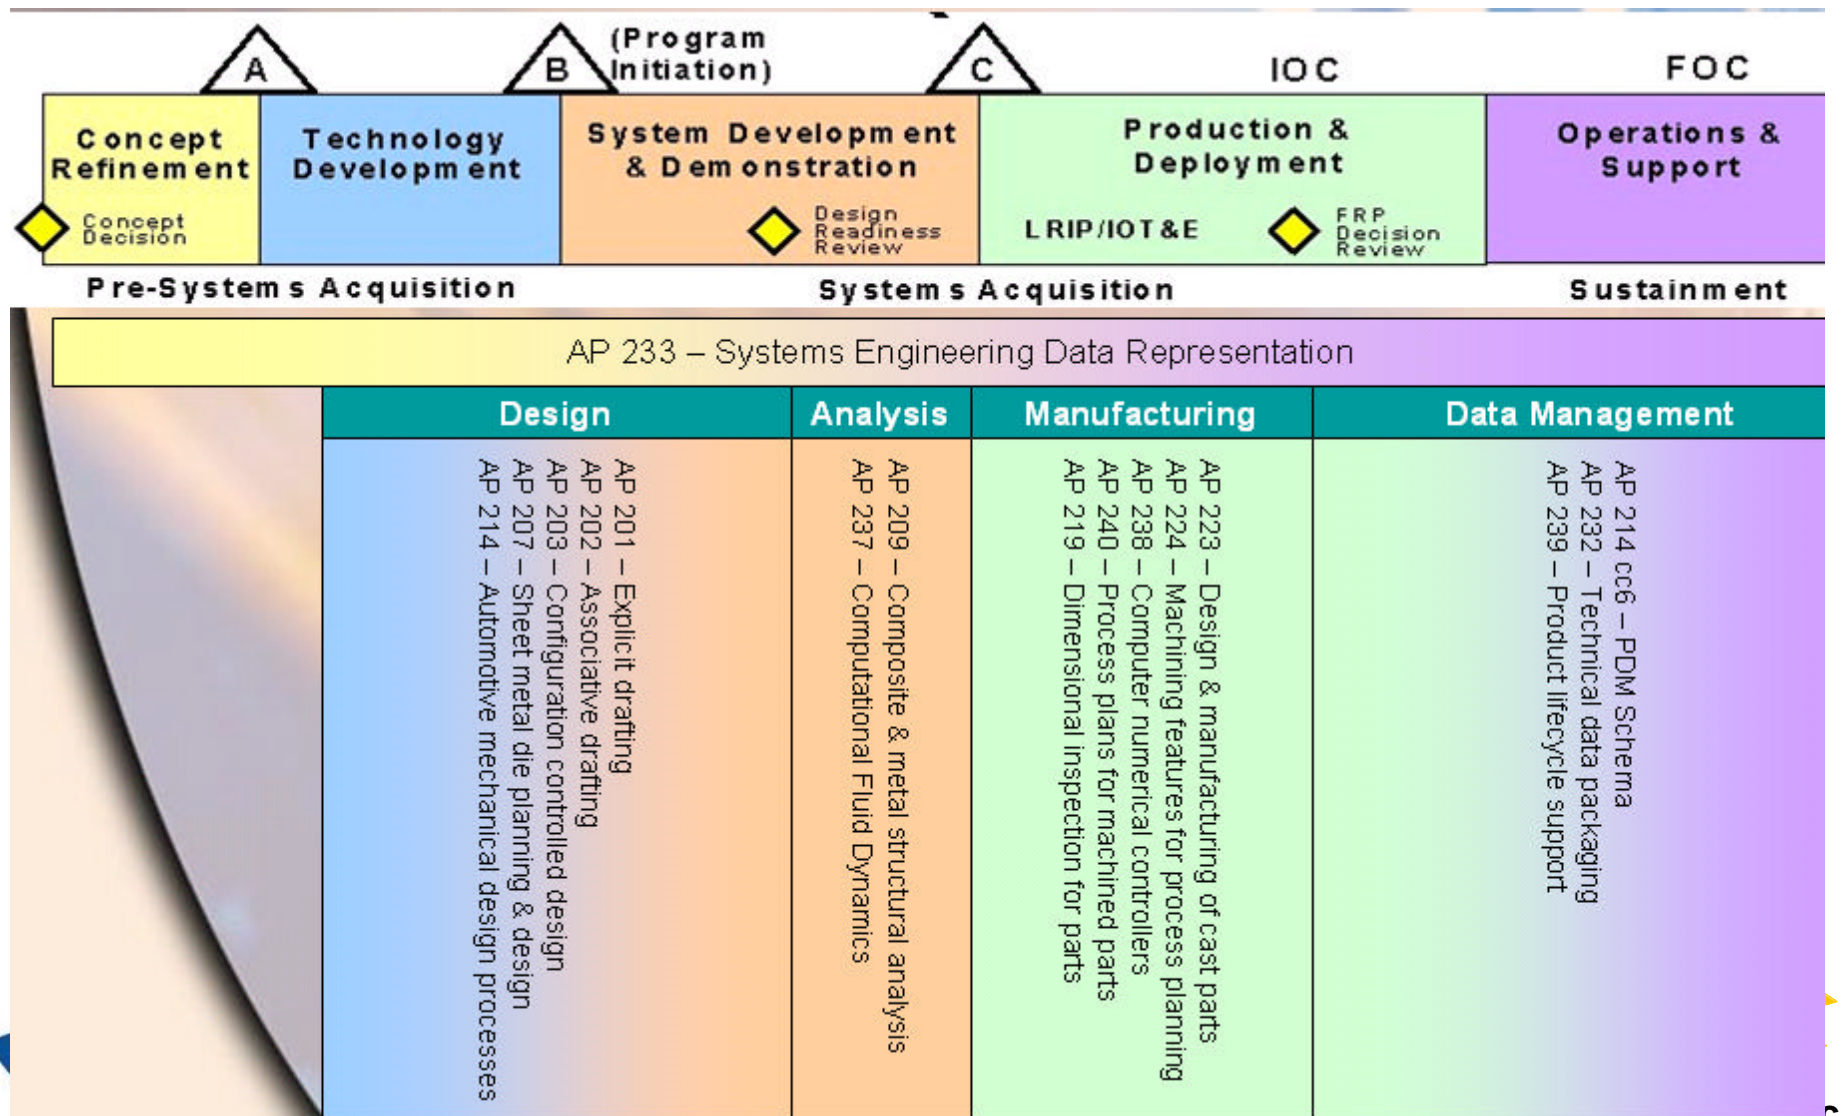 A
B
(Program
Initiation)
C
IOC
FOC
Concept
Refinement
Technology
Development
System Development
& Demonstration
Production &
Deployment
Operations &
Support
Concept
Decision
Design
Readiness
Review
LRIP/IOT&E
FRP
Decision
Review
Pre-Systems Acquisition
Systems Acquisition
Sustainment
AP 233 – Systems Engineering Data Representation
Design
Analysis
Manufacturing
Data Management
AP 201 – Explicit drafting
AP 202 – Associative drafting
AP 203 – Configuration controlled design
AP 207 – Sheet metal die planning & design
AP 214 – Automotive mechanical design processes
AP 209 – Composite & metal structural analysis
AP 237 – Computational Fluid Dynamics
AP 223 – Design & manufacturing of cast parts
AP 224 – Machining features for process planning
AP 238 – Computer numerical controllers
AP 240 – Process plans for machined parts
AP 219 – Dimensional inspection for parts
AP 214 cc6 – PDM Schema
AP 232 – Technical data packaging
AP 239 – Product lifecycle support